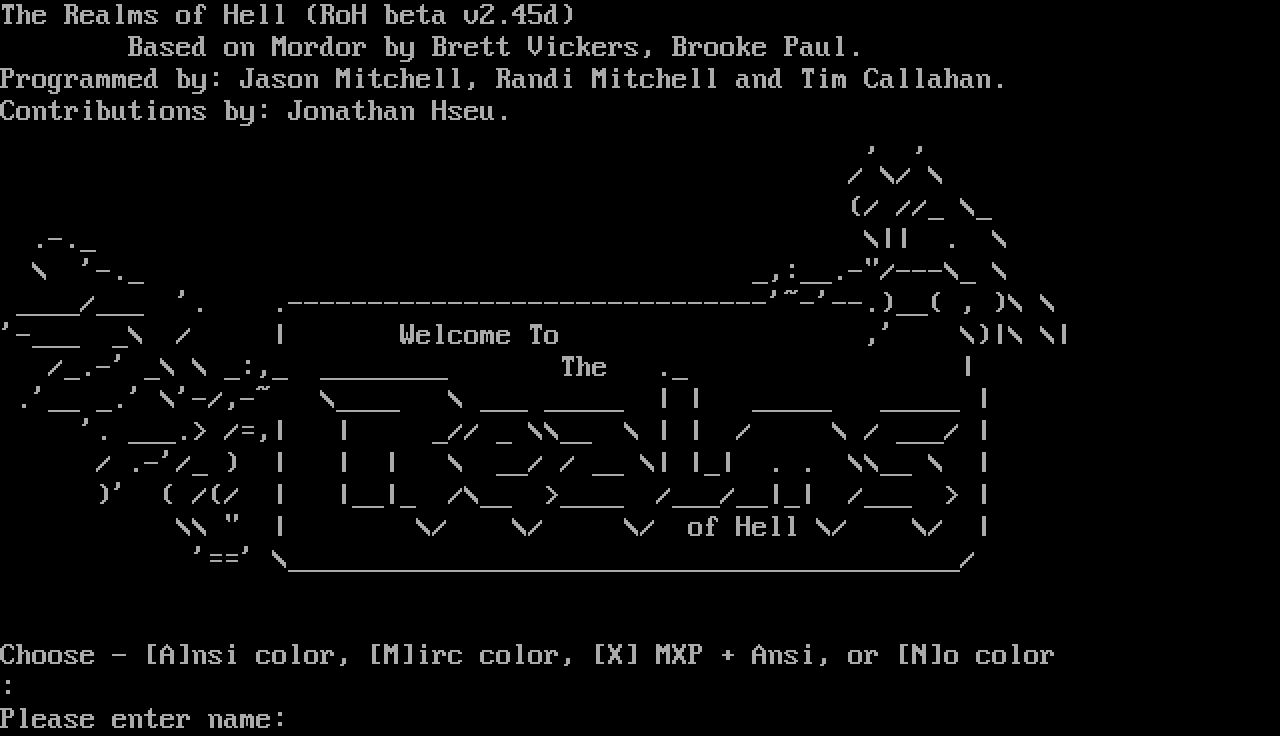 The Realms of Hell (RoH beta v2.45d)
Based on Mordor by Brett Vickers, Brooke Paul.
Programmed by: Jason Mitchell, Randi Mitchell and Tim Callahan.
Contributions by: Jonathan Hseu.
Welcome To
The
Realms
of Hell
Choose - [A]nsi color, [M]irc color, [X] MXP + Ansi, or [N]o color
:
Please enter name: